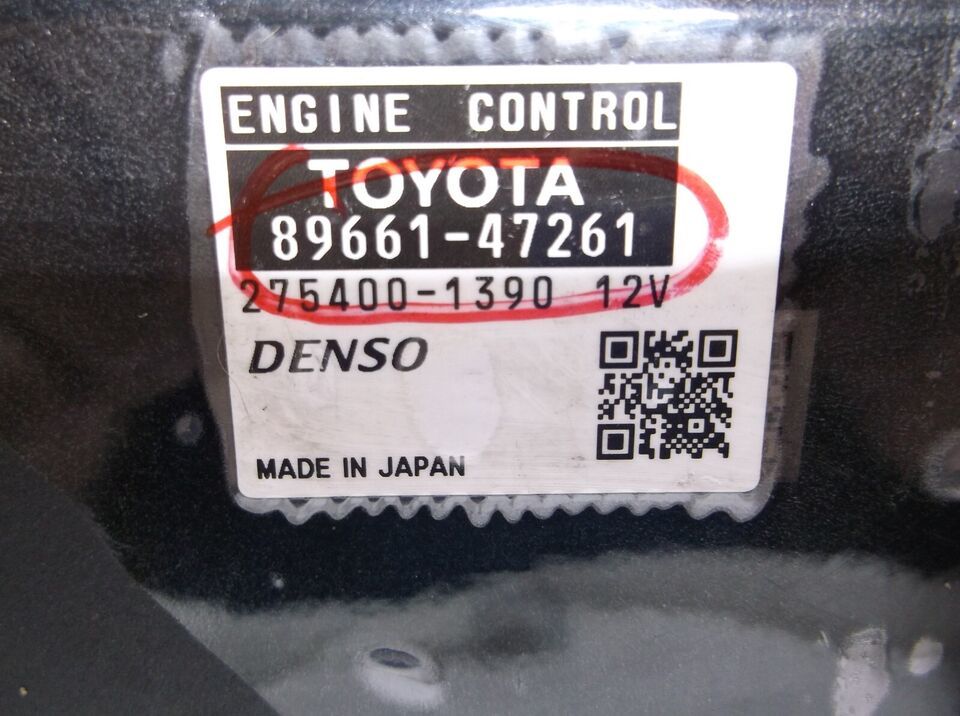 ENGINE CONTROL
TOYOTA
89661-47261
275400-1390 12V
DENSO
MADE IN JAPAN